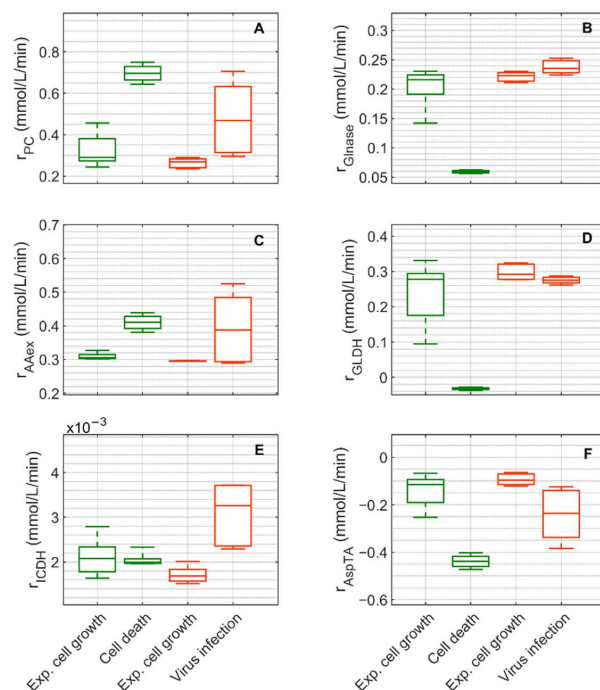 A
r_PC (mmol/L/min)
0.8
0.6
0.4
0.2
B
r_Glnase (mmol/L/min)
0.25
0.2
0.15
0.1
0.05
C
r_AAex (mmol/L/min)
0.7
0.6
0.5
0.4
0.3
0.2
D
r_GLDH (mmol/L/min)
0.4
0.3
0.2
0.1
0
E
×10⁻³
r_ICDH (mmol/L/min)
4
3
2
F
r_AspTA (mmol/L/min)
0
−0.2
−0.4
−0.6
Exp. cell growth
Cell death
Exp. cell growth
Virus infection
Exp. cell growth
Cell death
Exp. cell growth
Virus infection